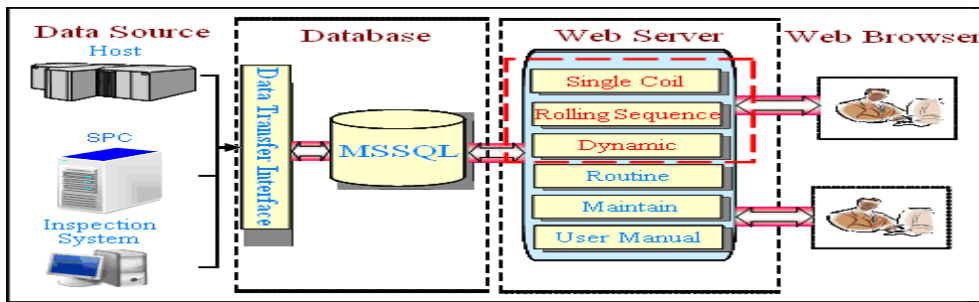 Data Source
Host
SPC
Inspection
System
Database
Data Transfer Interface
MSSQL
Web Server
Single Coil
Rolling Sequence
Dynamic
Routine
Maintain
User Manual
Web Browser